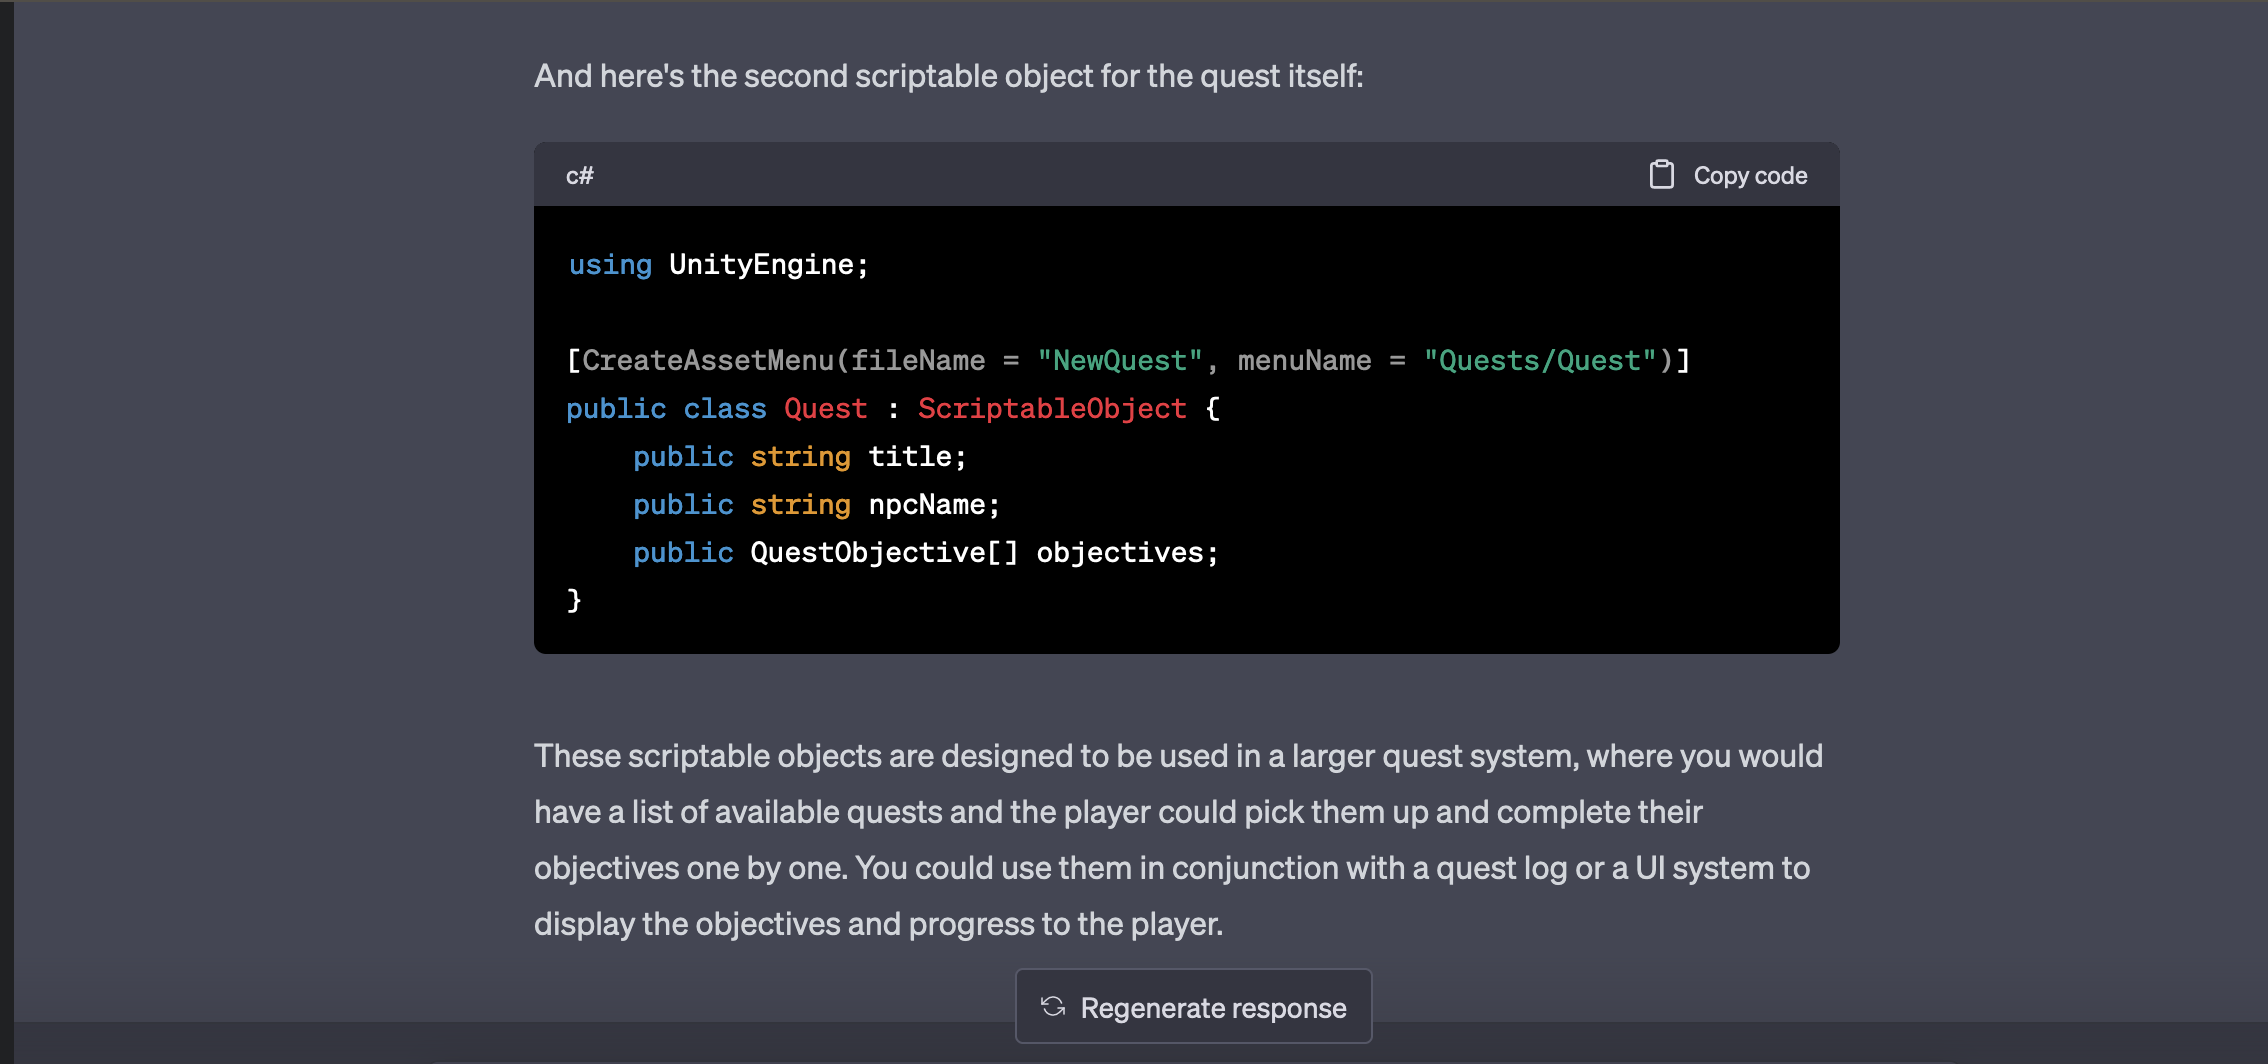 And here's the second scriptable object for the quest itself:
c#
Copy code
using UnityEngine;
[CreateAssetMenu(fileName = "NewQuest", menuName = "Quests/Quest")]
public class Quest : ScriptableObject {
    public string title;
    public string npcName;
    public QuestObjective[] objectives;
}
These scriptable objects are designed to be used in a larger quest system, where you would
have a list of available quests and the player could pick them up and complete their
objectives one by one. You could use them in conjunction with a quest log or a UI system to
display the objectives and progress to the player.
Regenerate response